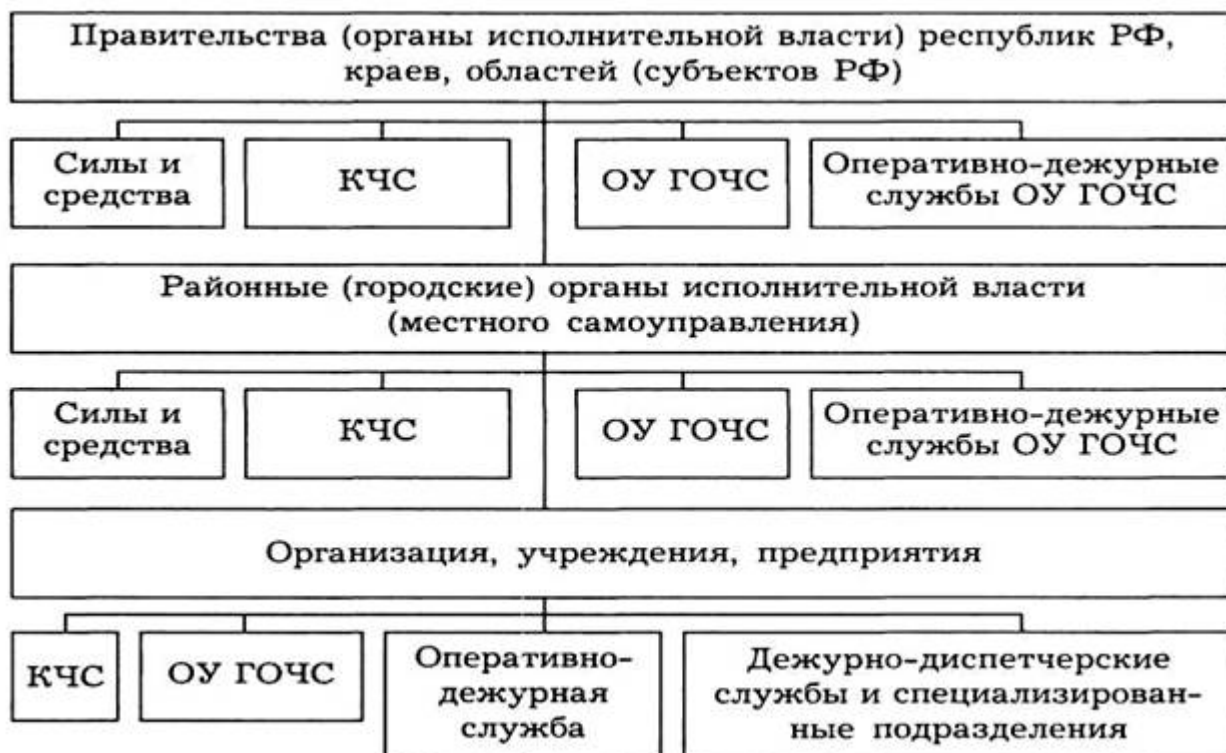 Правительства (органы исполнительной власти) республик РФ,
краев, областей (субъектов РФ)
Силы и
средства
КЧС
ОУ ГОЧС
Оперативно-дежурные
службы ОУ ГОЧС
Районные (городские) органы исполнительной власти
(местного самоуправления)
Силы и
средства
КЧС
ОУ ГОЧС
Оперативно-дежурные
службы ОУ ГОЧС
Организация, учреждения, предприятия
КЧС
ОУ ГОЧС
Оперативно-
дежурная
служба
Дежурно-диспетчерские
службы и специализирован-
ные подразделения